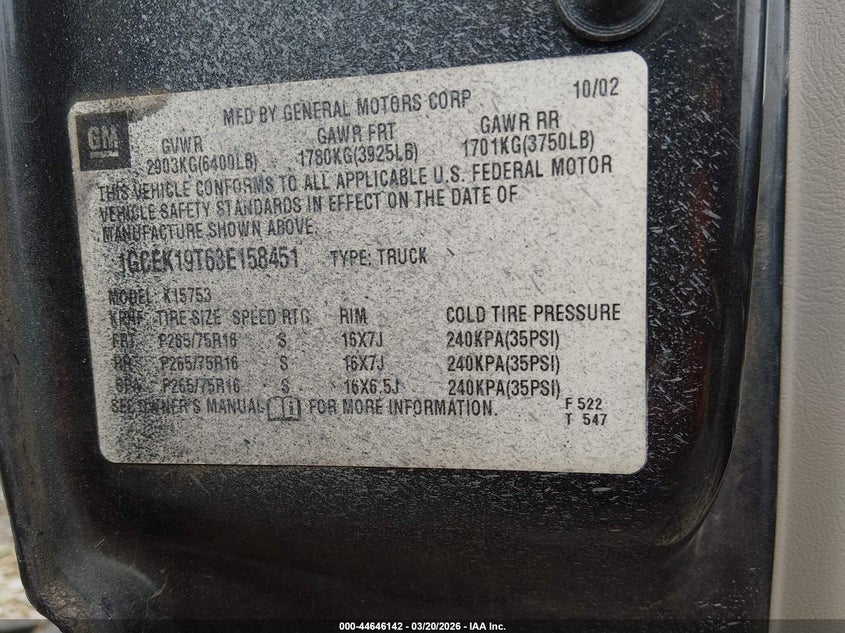 10/02
MFD BY GENERAL MOTORS CORP
GM
GVWR GAWR FRT GAWR RR
2903KG(6400LB) 1780KG(3925LB) 1701KG(3750LB)
THIS VEHICLE CONFORMS TO ALL APPLICABLE U.S. FEDERAL MOTOR
VEHICLE SAFETY STANDARDS IN EFFECT ON THE DATE OF
MANUFACTURE SHOWN ABOVE.
1GCEK19T63E158451 TYPE: TRUCK
MODEL: K15753
TIRE SIZE SPEED RTG RIM COLD TIRE PRESSURE
FRT P265/75R16 S 16X7J 240KPA(35PSI)
RR P265/75R16 S 16X7J 240KPA(35PSI)
SPA P265/75R16 S 16X6.5J 240KPA(35PSI)
SEE OWNER'S MANUAL FOR MORE INFORMATION.
F 522
T 547
000-44646142 - 03/20/2026 - IAA Inc.